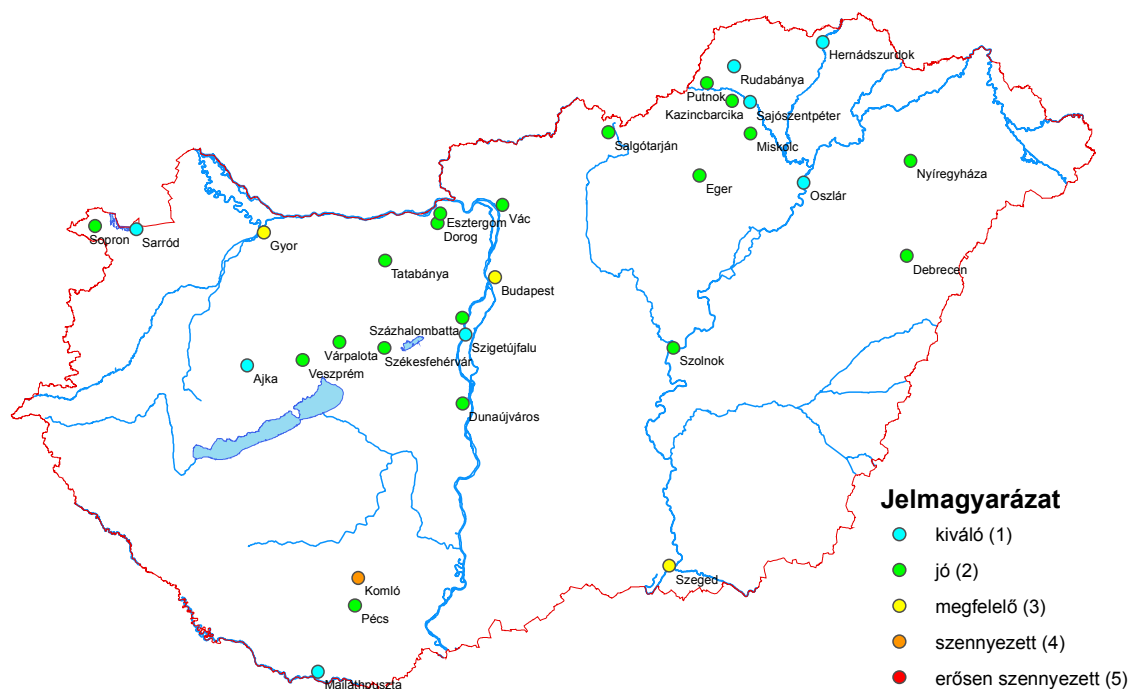 Hernádszurdok
Rudabánya
Putnok
Kazincbarcika
Sajószentpéter
Salgótarján
Miskolc
Nyíregyháza
Eger
Oszlár
Vác
Esztergom
Sopron
Sarród
Gyor
Dorog
Debrecen
Tatabánya
Budapest
Százhalombatta
Szigetújfalu
Várpalota
Székesfehérvár
Szolnok
Veszprém
Ajka
Dunaújváros
Jelmagyarázat
kiváló (1)
jó (2)
Szeged
Komló
megfelelő (3)
Pécs
szennyezett (4)
erősen szennyezett (5)
Majláthpuszta